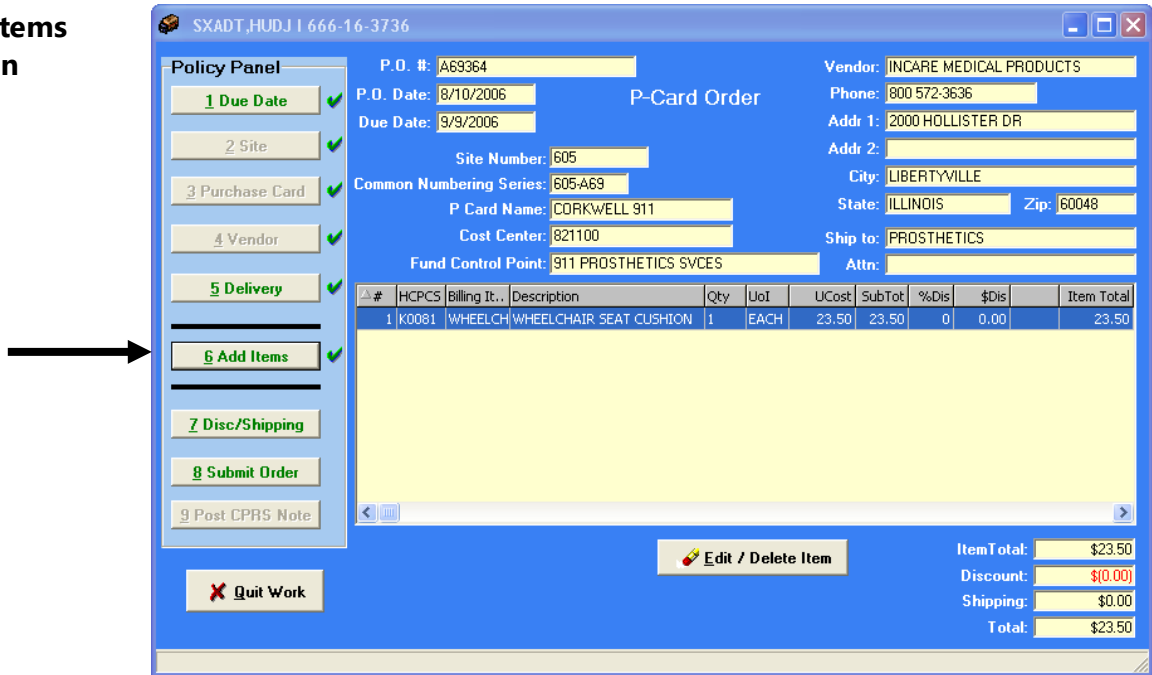 tems
n
SXADT,HUDJ I 666-16-3736
Policy Panel
1 Due Date
2 Site
3 Purchase Card
4 Vendor
5 Delivery
6 Add Items
7 Disc/Shipping
8 Submit Order
9 Post CPRS Note
Quit Work
P.O. #: A69364
P.O. Date: 8/10/2006
Due Date: 9/9/2006
P-Card Order
Site Number: 605
Common Numbering Series: 605-A69
P Card Name: CORKWELL 911
Cost Center: 821100
Fund Control Point: 911 PROSTHETICS SVCES
Vendor: INCARE MEDICAL PRODUCTS
Phone: 800 572-3636
Addr 1: 2000 HOLLISTER DR
Addr 2:
City: LIBERTYVILLE
State: ILLINOIS Zip: 60048
Ship to: PROSTHETICS
Attn:
# HCPCS Billing It.. Description Qty UoI UCost SubTot %Dis $Dis Item Total
1 K0081 WHEELCH WHEELCHAIR SEAT CUSHION 1 EACH 23.50 23.50 0 0.00 23.50
Edit / Delete Item
ItemTotal: $23.50
Discount: $(0.00)
Shipping: $0.00
Total: $23.50